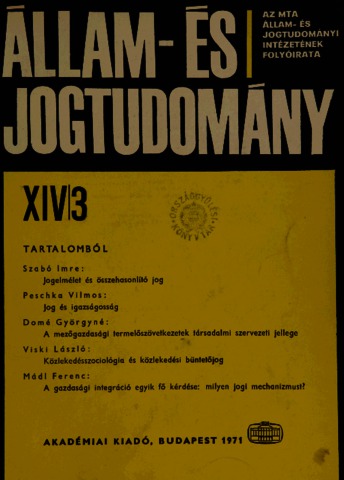 ÁLLAM- ÉS
JOGTUDOMÁNY
AZ MTA
ÁLLAM- ÉS
JOGTUDOMÁNYI
INTÉZETÉNEK
FOLYÓIRATA
XIV/3
ORSZÁGGYŰLÉSI
KÖNYVTÁR
TARTALOMBÓL
Szabó Imre:
Jogelmélet és összehasonlító jog
Peschka Vilmos:
Jog és igazságosság
Domé Györgyné:
A mezőgazdasági termelőszövetkezetek társadalmi szervezeti jellege
Viski László:
Közlekedésszociológia és közlekedési büntetőjog
Mádl Ferenc:
A gazdasági integráció egyik fő kérdése: milyen jogi mechanizmust?
AKADÉMIAI KIADÓ, BUDAPEST 1971